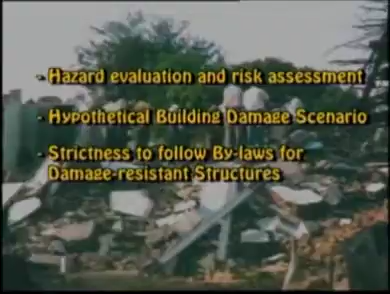 - Hazard evaluation and risk assessment
- Hypothetical Building Damage Scenario
- Strictness to follow By-laws for
Damage-resistant Structures